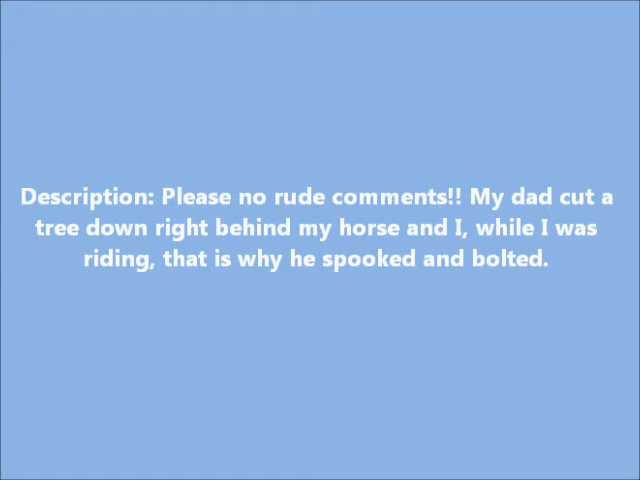 Description: Please no rude comments!! My dad cut a
tree down right behind my horse and I, while I was
riding, that is why he spooked and bolted.